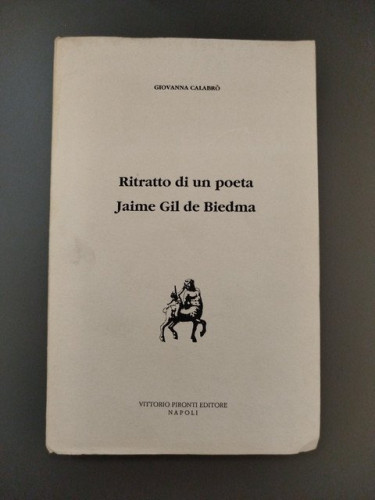 GIOVANNA CALABRÒ
Ritratto di un poeta
Jaime Gil de Biedma
VITTORIO PIRONTI EDITORE
NAPOLI